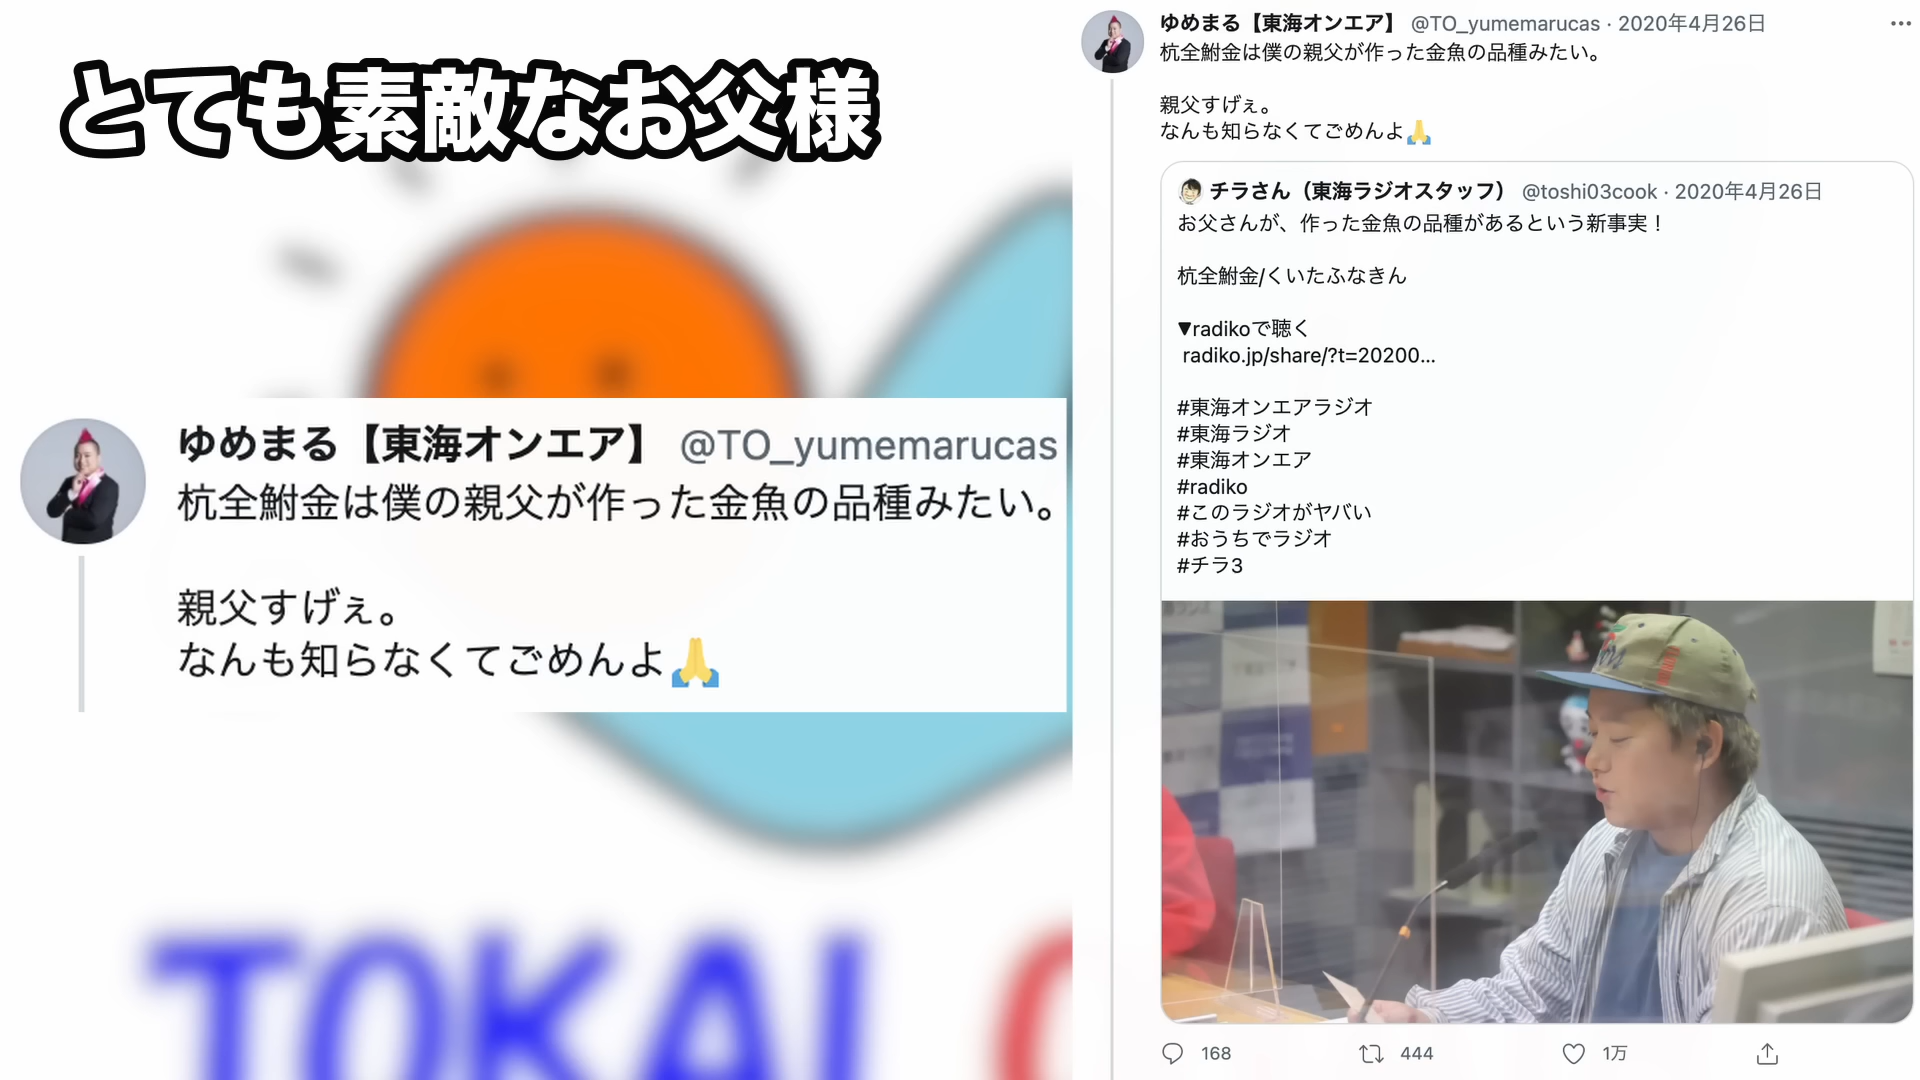 とても素敵なお父様
ゆめまる【東海オンエア】 @TO_yumemarucas
杭全鮒金は僕の親父が作った金魚の品種みたい。
親父すげぇ。
なんも知らなくてごめんよ🙏
TOKAI
ゆめまる【東海オンエア】 @TO_yumemarucas · 2020年4月26日
杭全鮒金は僕の親父が作った金魚の品種みたい。
親父すげぇ。
なんも知らなくてごめんよ🙏
チラさん（東海ラジオスタッフ） @toshi03cook · 2020年4月26日
お父さんが、作った金魚の品種があるという新事実！
杭全鮒金/くいたふなきん
▼radikoで聴く
radiko.jp/share/?t=20200...
#東海オンエアラジオ
#東海ラジオ
#東海オンエア
#radiko
#このラジオがヤバい
#おうちでラジオ
#チラ3
168 444 1万